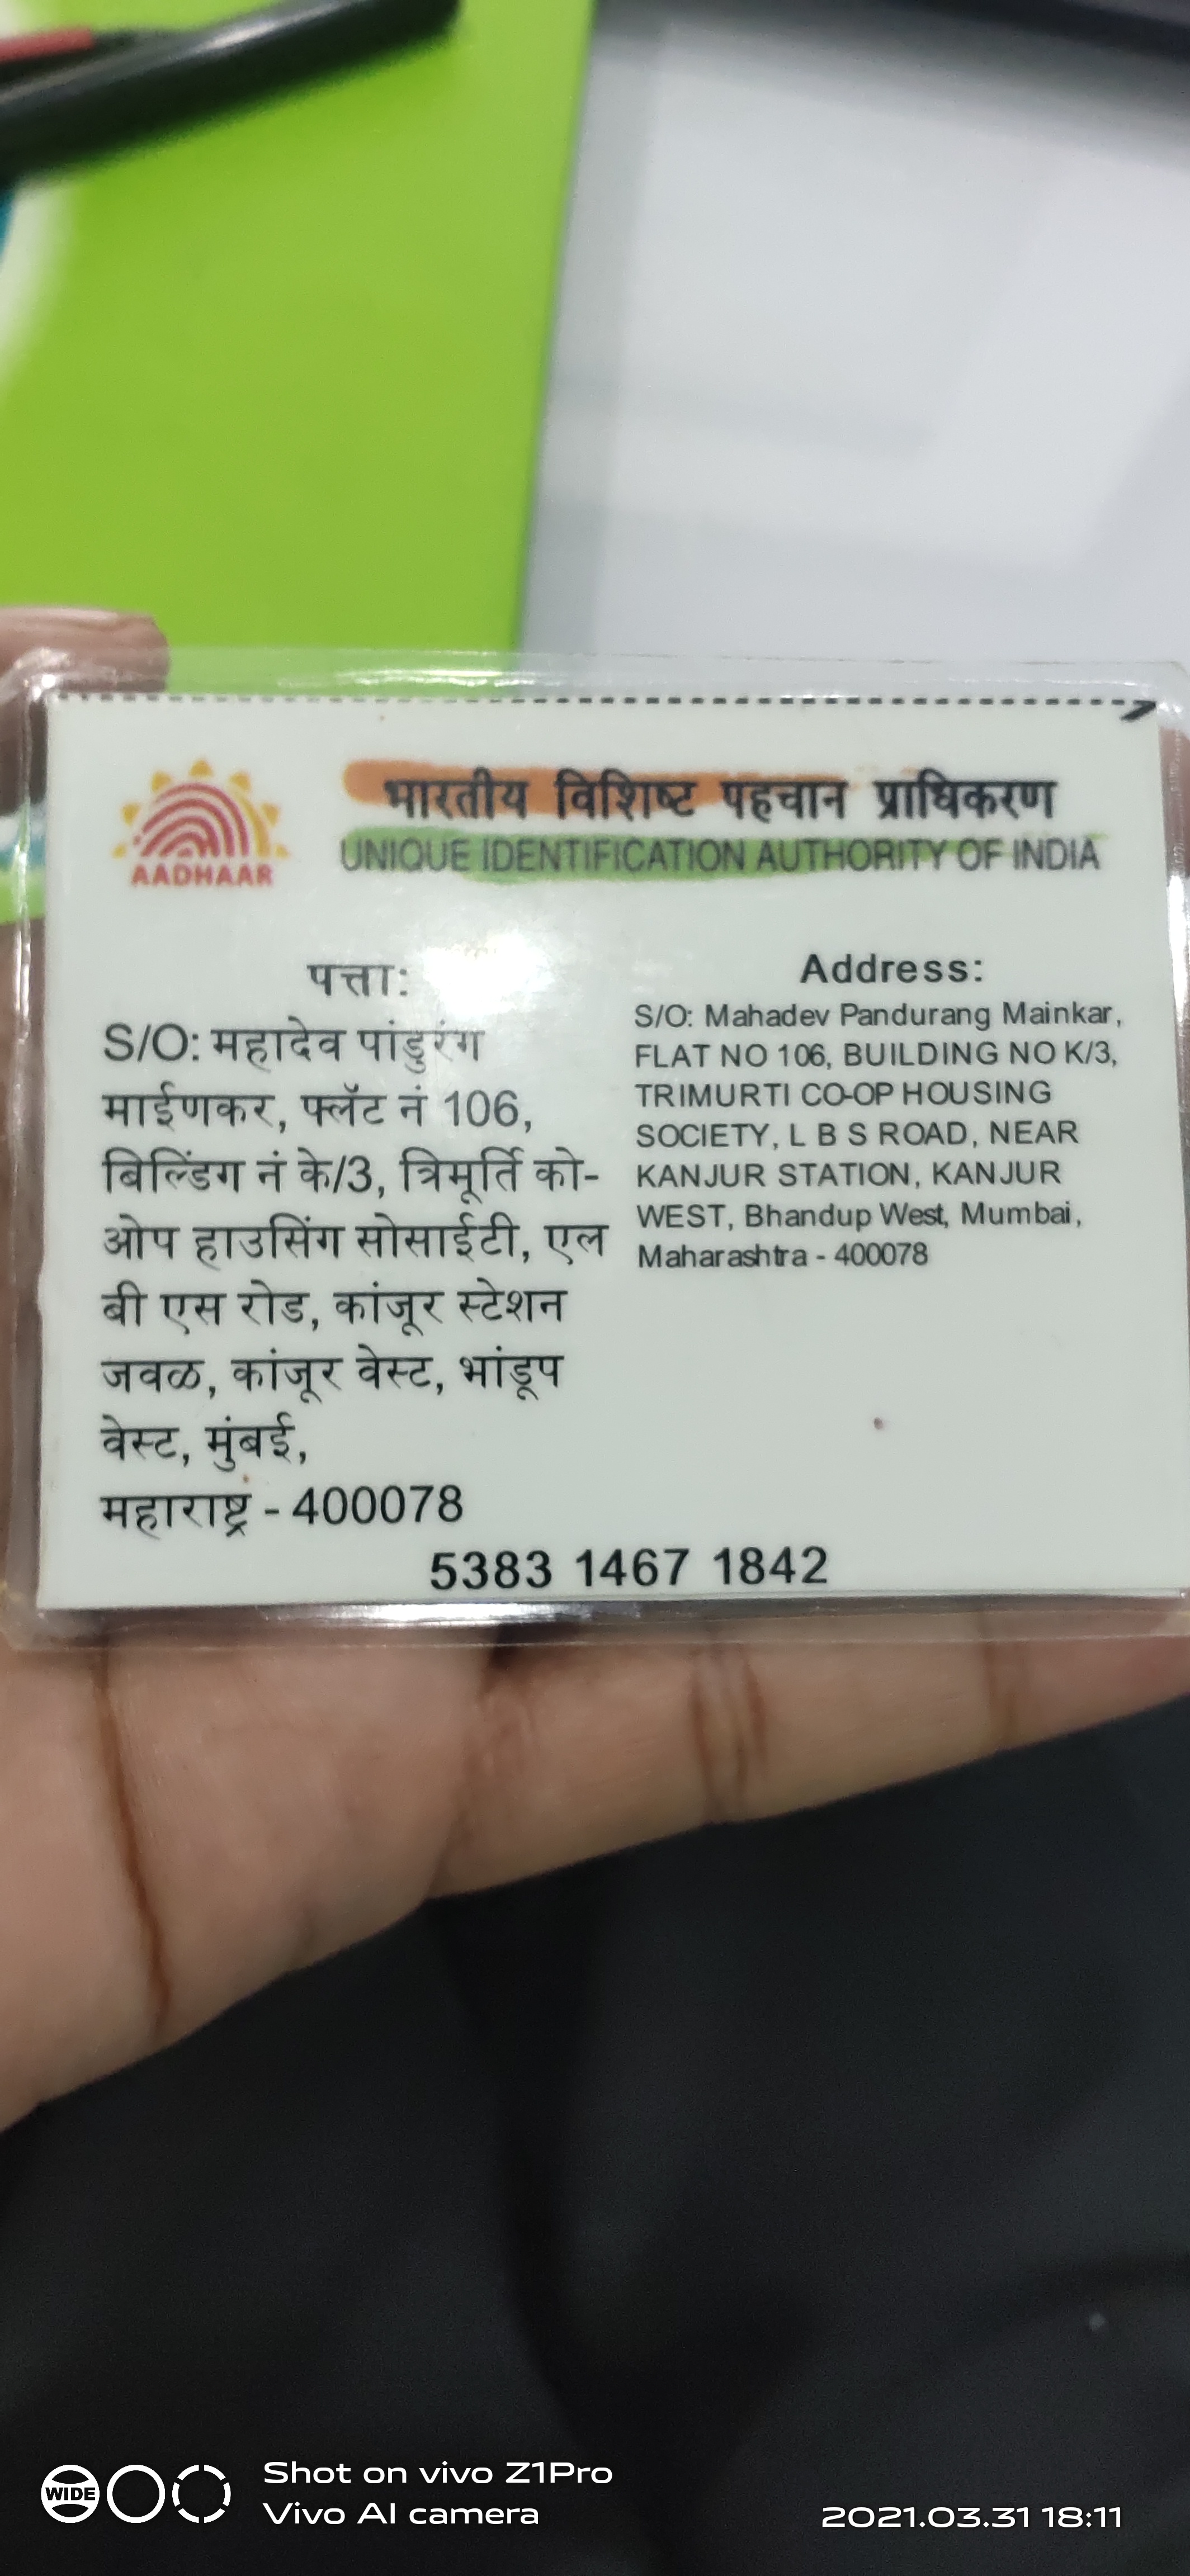 भारतीय विशिष्ट पहचान प्राधिकरण
UNIQUE IDENTIFICATION AUTHORITY OF INDIA
AADHAAR
पत्ता:
S/O: महादेव पांडुरंग
माईणकर, फ्लॅट नं 106,
बिल्डिंग नं के/3, त्रिमूर्ति को-
ओप हाउसिंग सोसाईटी, एल
बी एस रोड, कांजूर स्टेशन
जवळ, कांजूर वेस्ट, भांडूप
वेस्ट, मुंबई,
महाराष्ट्र - 400078
Address:
S/O: Mahadev Pandurang Mainkar,
FLAT NO 106, BUILDING NO K/3,
TRIMURTI CO-OP HOUSING
SOCIETY, L B S ROAD, NEAR
KANJUR STATION, KANJUR
WEST, Bhandup West, Mumbai,
Maharashtra - 400078
5383 1467 1842
WIDE
Shot on vivo Z1Pro
Vivo AI camera
2021.03.31 18:11